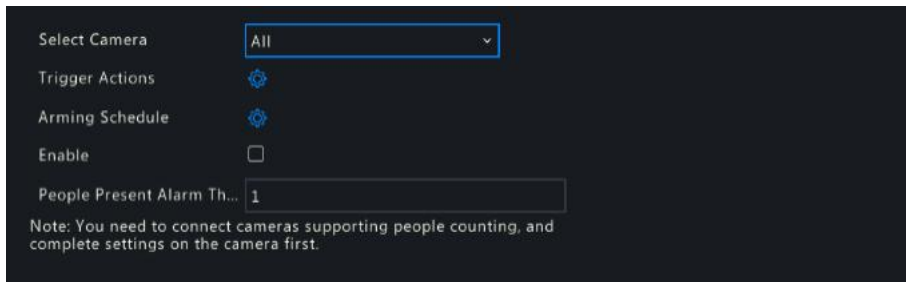 Select Camera All
Trigger Actions
Arming Schedule
Enable
People Present Alarm Th... 1
Note: You need to connect cameras supporting people counting, and
complete settings on the camera first.